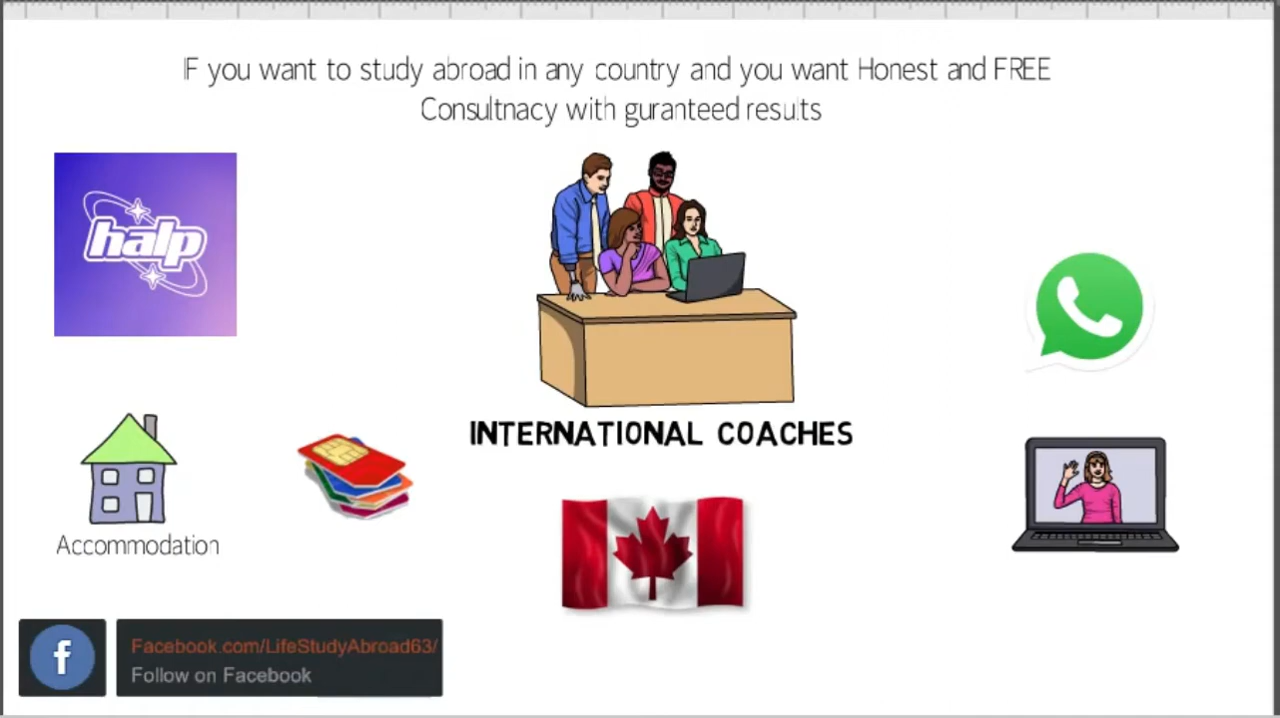 IF you want to study abroad in any country and you want Honest and FREE
Consultnacy with guranteed results
halp
INTERNATIONAL COACHES
Accommodation
f
Facebook.com/LifeStudyAbroad63/
Follow on Facebook